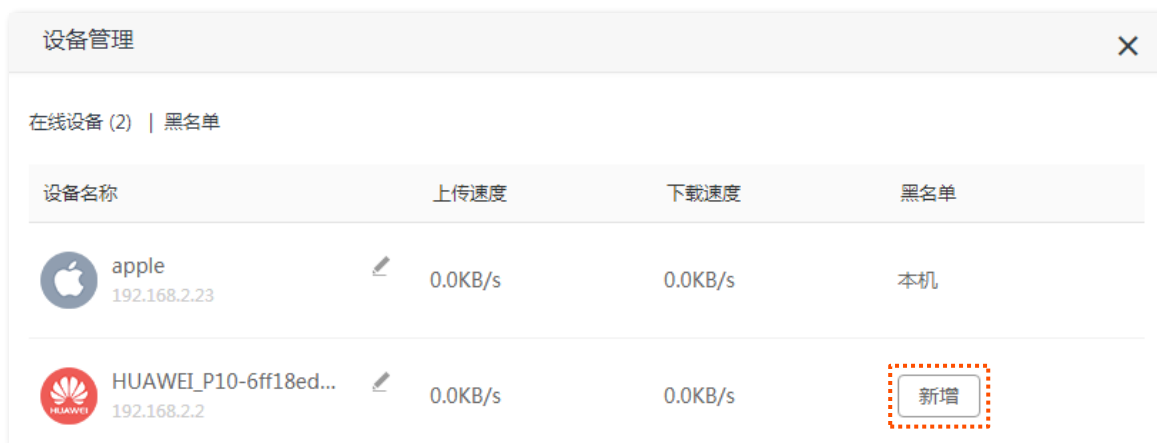 设备管理
在线设备 (2) | 黑名单
设备名称 上传速度 下载速度 黑名单
apple 0.0KB/s 0.0KB/s 本机
192.168.2.23
HUAWEI_P10-6ff18ed... 0.0KB/s 0.0KB/s 新增
HUAWEI 192.168.2.2